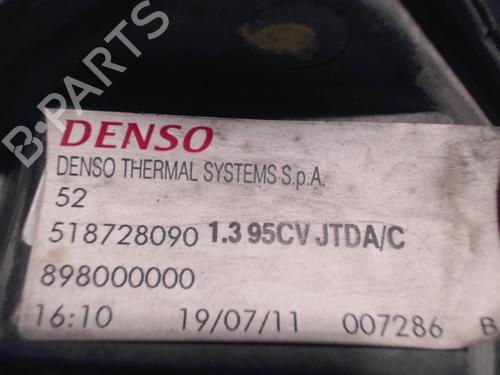 B-PARTS
DENSO
DENSO THERMAL SYSTEMS S.p.A.
52
518728090 1.3 95CV JTDA/C
898000000
16:10 19/07/11 007286 B